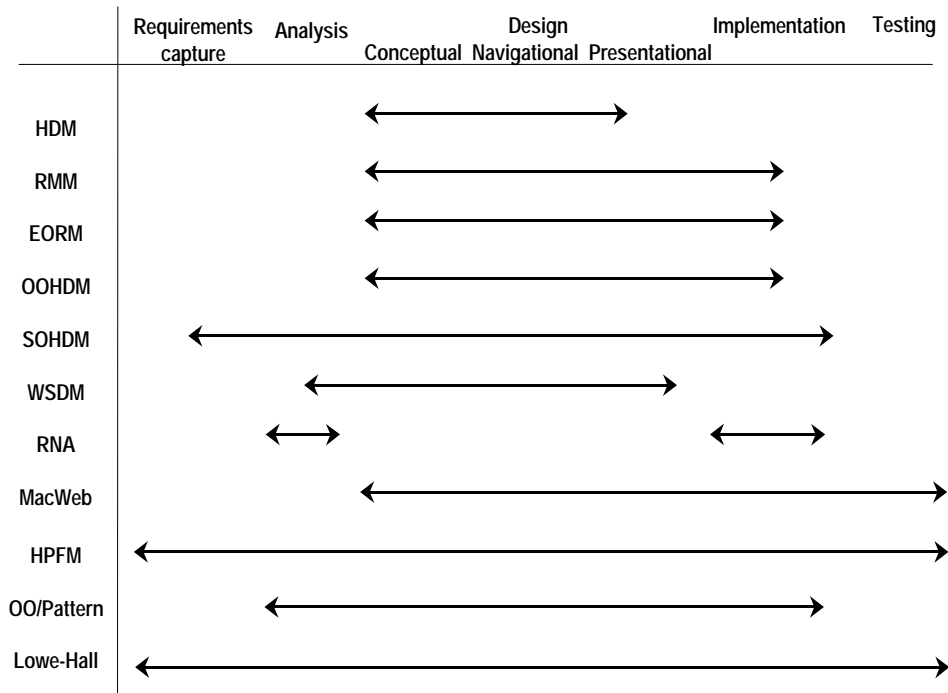 Requirements capture Analysis Design Implementation Testing
Conceptual Navigational Presentational
HDM
RMM
EORM
OOHDM
SOHDM
WSDM
RNA
MacWeb
HPFM
OO/Pattern
Lowe-Hall